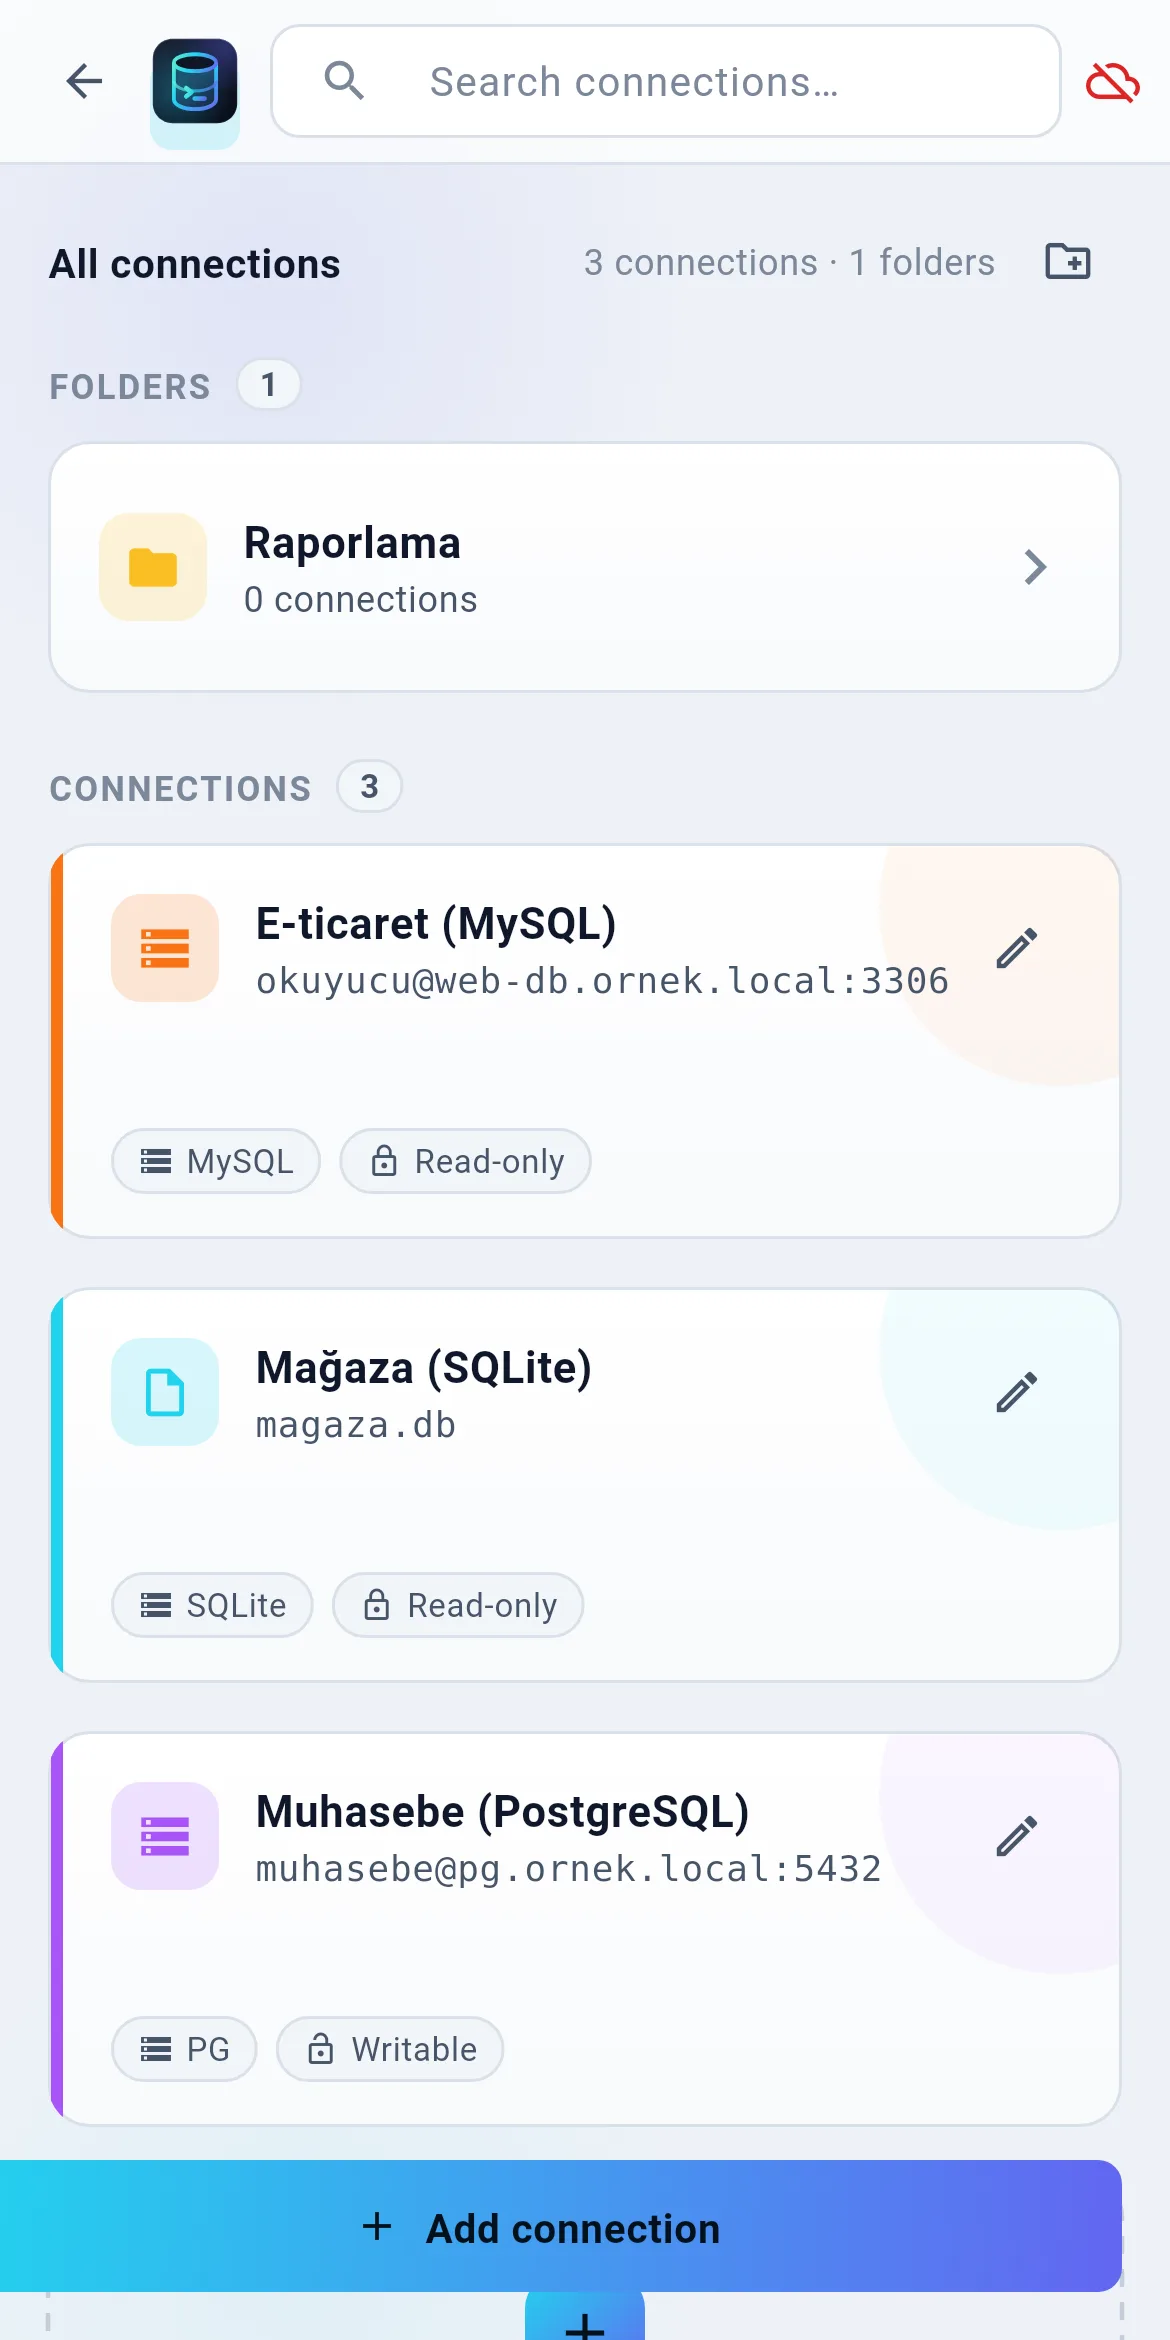 Search connections…
All connections
3 connections · 1 folders
FOLDERS 1
Raporlama
0 connections
CONNECTIONS 3
E-ticaret (MySQL)
okuyucu@web-db.ornek.local:3306
MySQL
Read-only
Mağaza (SQLite)
magaza.db
SQLite
Read-only
Muhasebe (PostgreSQL)
muhasebe@pg.ornek.local:5432
PG
Writable
Add connection